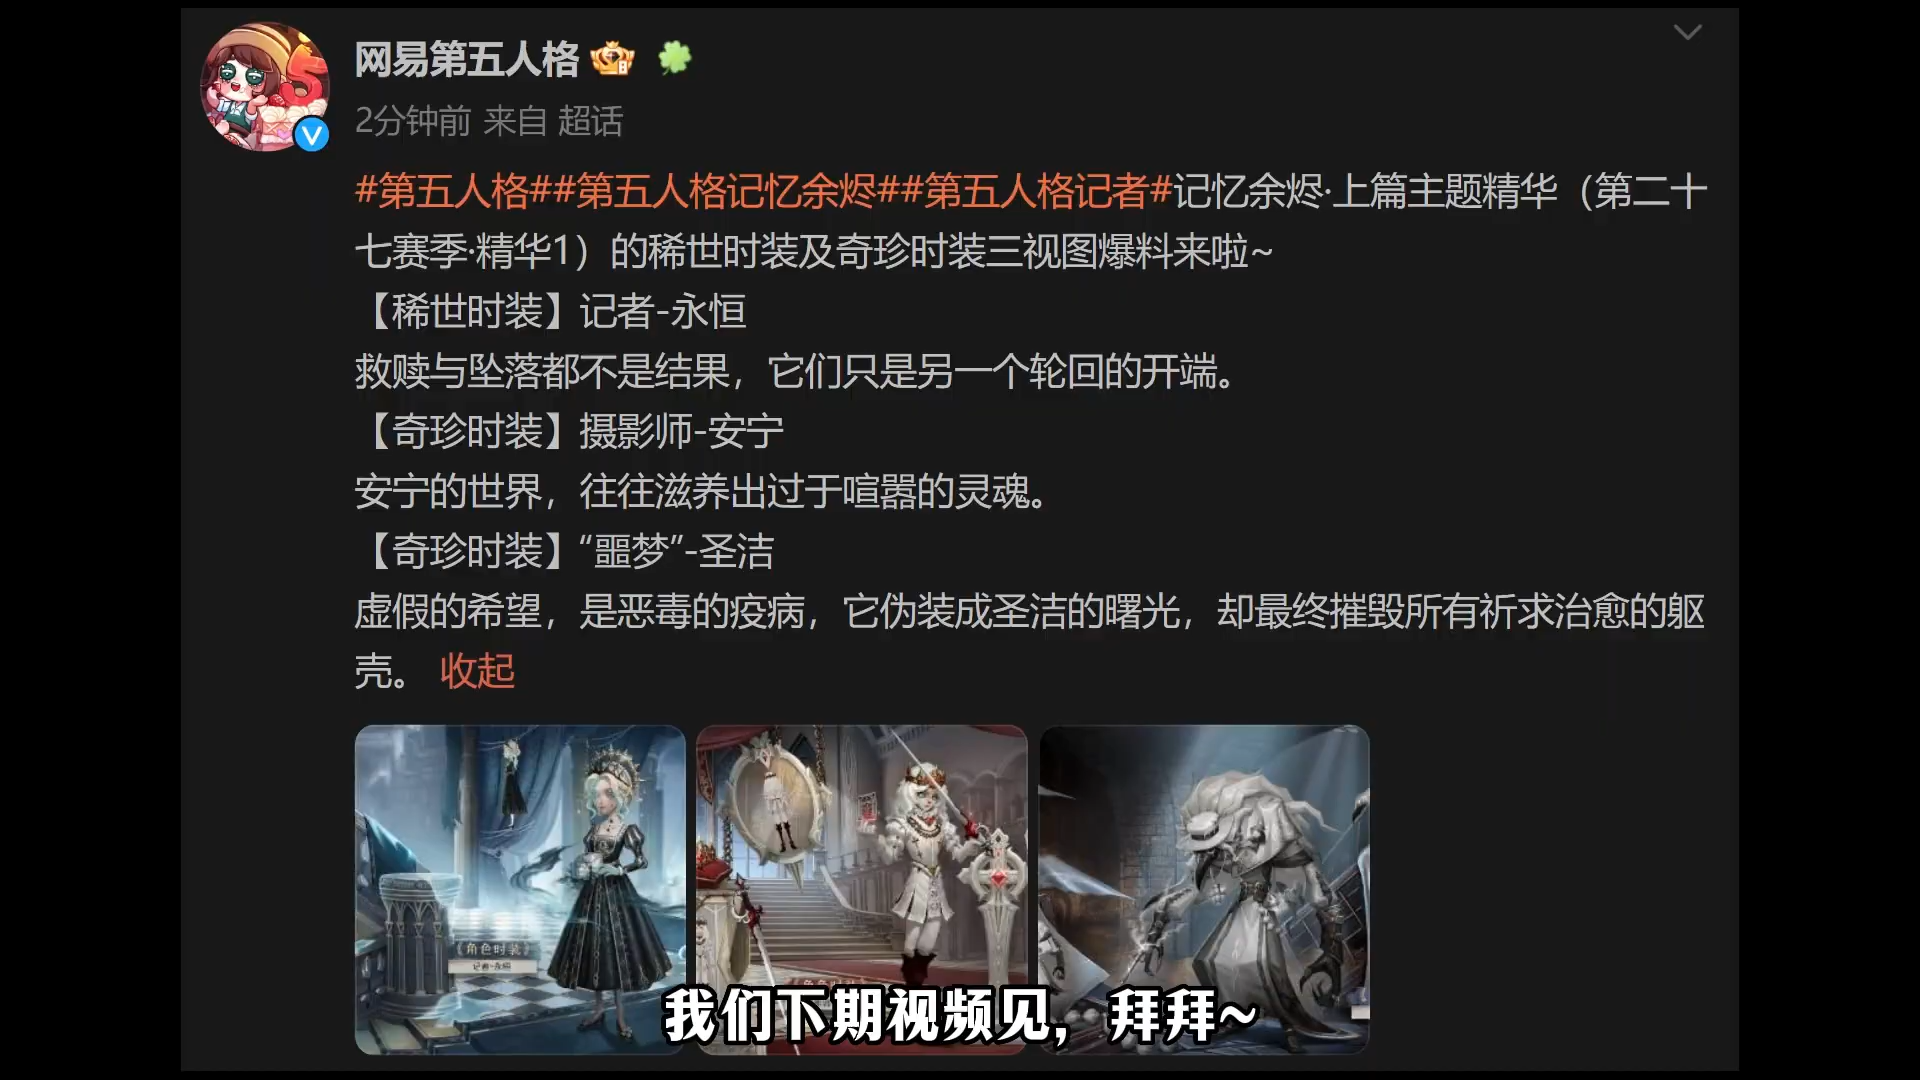 网易第五人格
2分钟前 来自 超话
#第五人格##第五人格记忆余烬##第五人格记者#记忆余烬·上篇主题精华（第二十
七赛季·精华1）的稀世时装及奇珍时装三视图爆料来啦~
【稀世时装】记者-永恒
救赎与坠落都不是结果，它们只是另一个轮回的开端。
【奇珍时装】摄影师-安宁
安宁的世界，往往滋养出过于喧嚣的灵魂。
【奇珍时装】“噩梦”-圣洁
虚假的希望，是恶毒的疫病，它伪装成圣洁的曙光，却最终摧毁所有祈求治愈的躯
壳。 收起
《角色时装》
记者-永恒
我们下期视频见，拜拜~